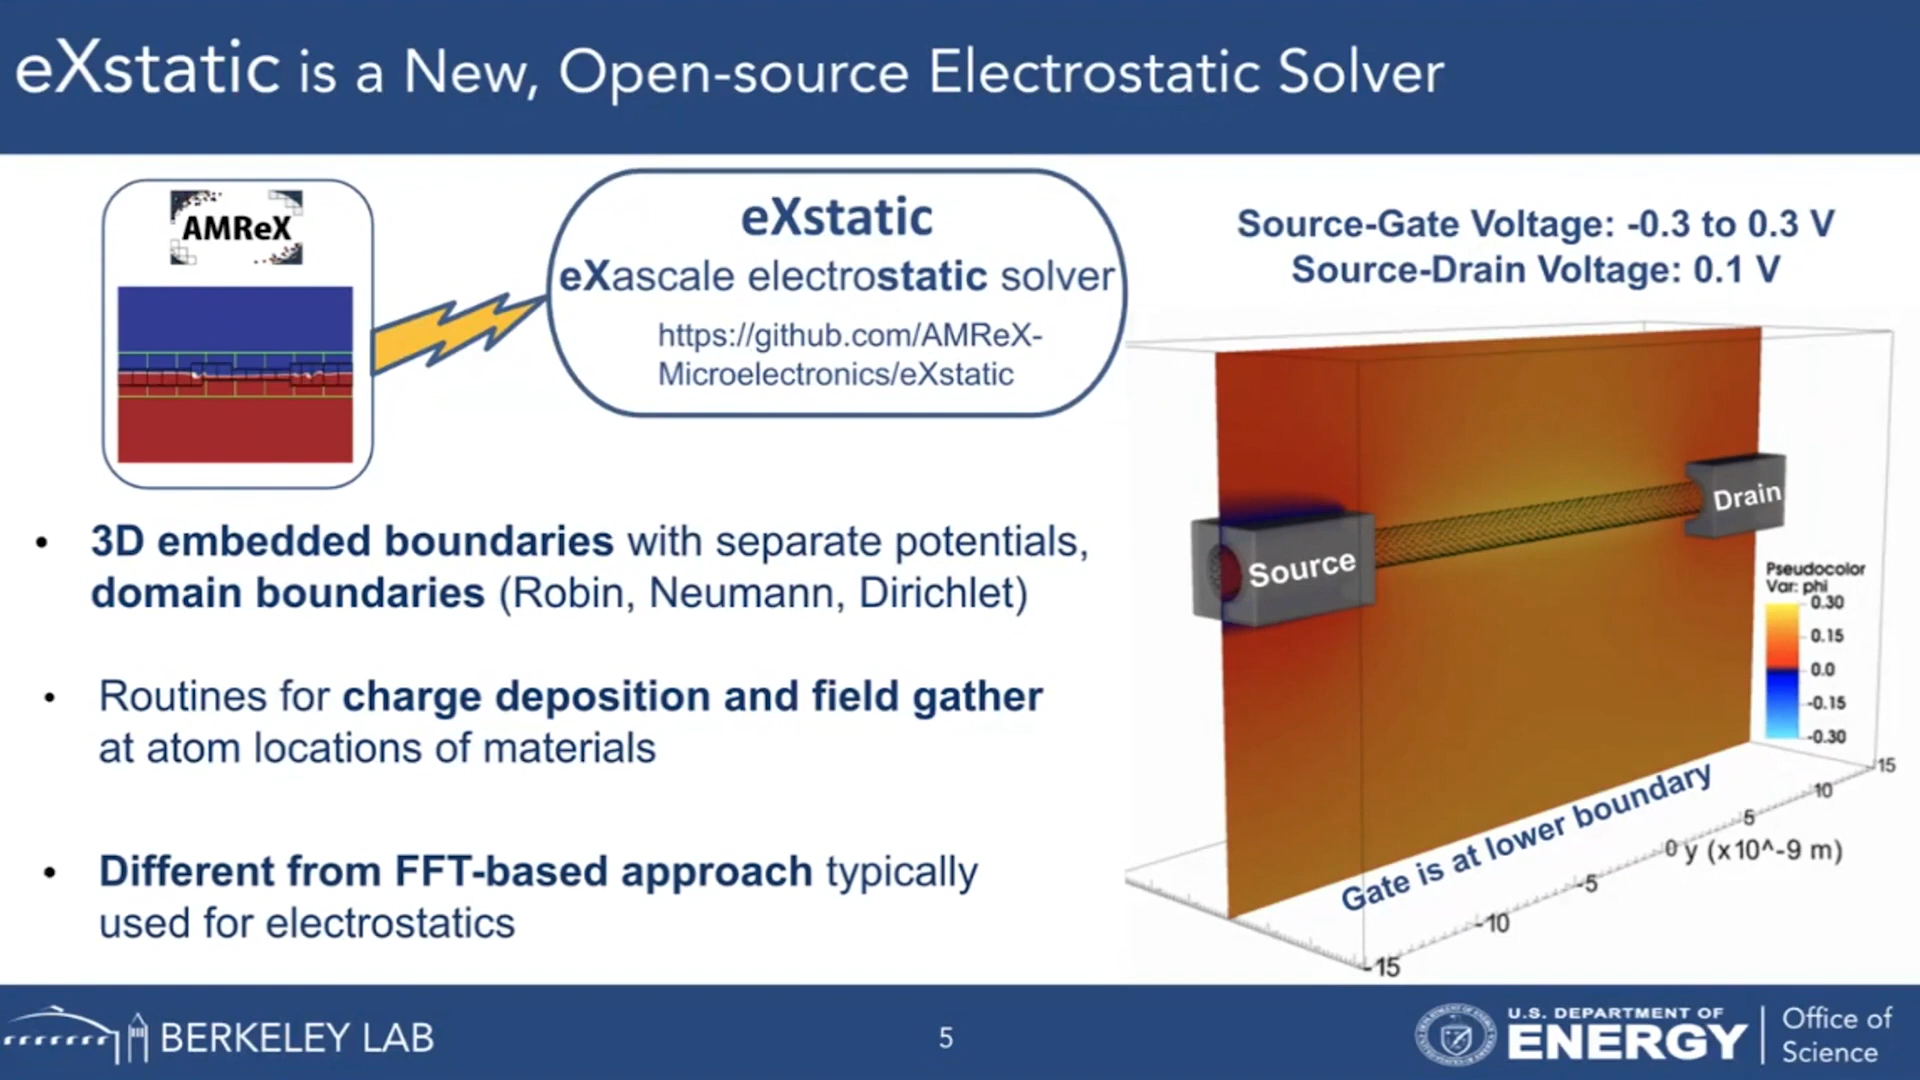 eXstatic is a New, Open-source Electrostatic Solver
AMReX
eXstatic
eXascale electrostatic solver
https://github.com/AMReX-
Microelectronics/eXstatic
Source-Gate Voltage: -0.3 to 0.3 V
Source-Drain Voltage: 0.1 V
• 3D embedded boundaries with separate potentials,
domain boundaries (Robin, Neumann, Dirichlet)
• Routines for charge deposition and field gather
at atom locations of materials
• Different from FFT-based approach typically
used for electrostatics
Source
Drain
Pseudocolor
Var: phi
0.30
0.15
0.0
-0.15
-0.30
Gate is at lower boundary
15
10
5
0 y (x10^-9 m)
-5
-10
-15
BERKELEY LAB
5
U.S. DEPARTMENT OF
ENERGY
Office of
Science